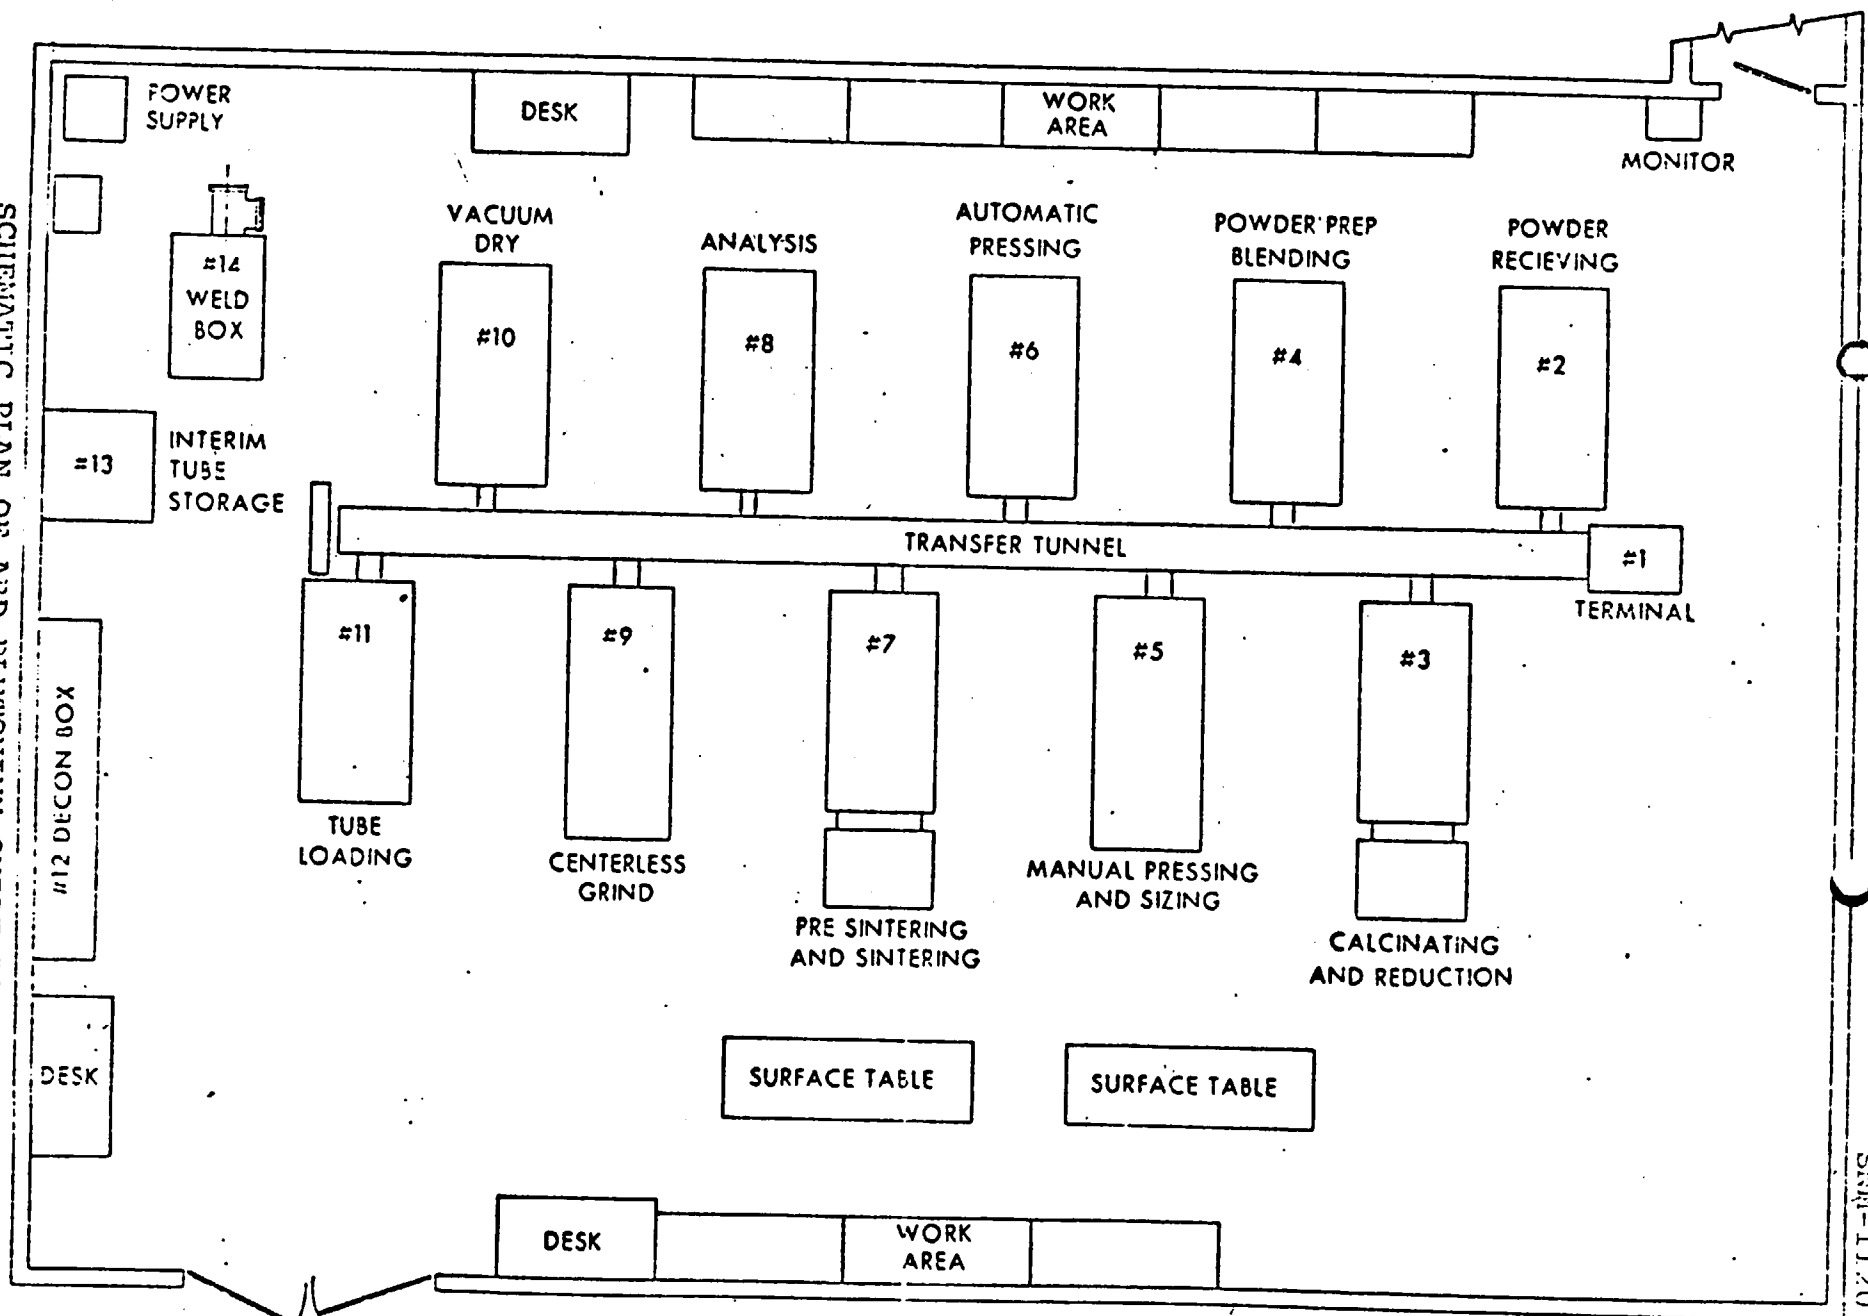 POWER
SUPPLY
DESK
WORK
AREA
MONITOR
#14
WELD
BOX
VACUUM
DRY
ANALYSIS
AUTOMATIC
PRESSING
POWDER PREP
BLENDING
POWDER
RECIEVING
#10
#8
#6
#4
#2
#13
INTERIM
TUBE
STORAGE
TRANSFER TUNNEL
#1
TERMINAL
#11
#9
#7
#5
#3
#12 DECON BOX
TUBE
LOADING
CENTERLESS
GRIND
PRE SINTERING
AND SINTERING
MANUAL PRESSING
AND SIZING
CALCINATING
AND REDUCTION
DESK
SURFACE TABLE
SURFACE TABLE
DESK
WORK
AREA
SCHEMATIC PLAN OF